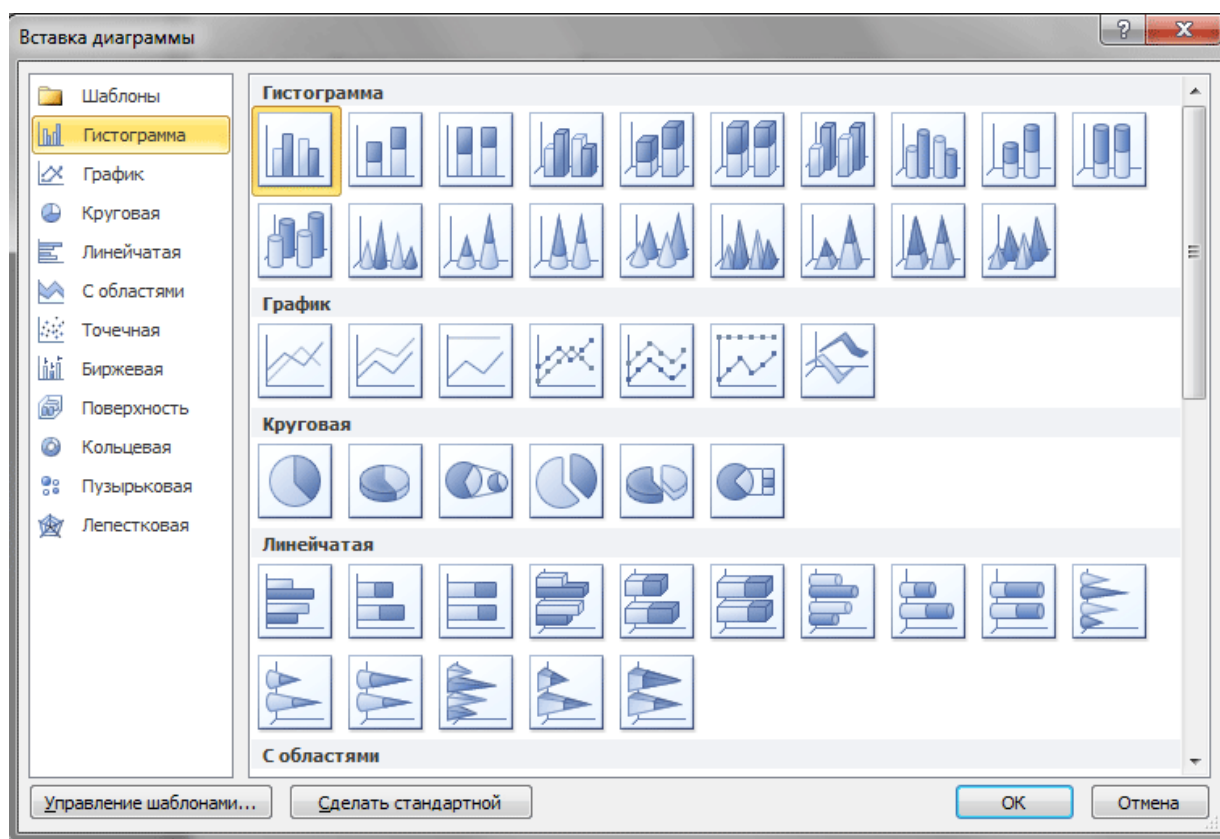 Вставка диаграммы
Шаблоны
Гистограмма
График
Круговая
Линейчатая
С областями
Точечная
Биржевая
Поверхность
Кольцевая
Пузырьковая
Лепестковая
Гистограмма
График
Круговая
Линейчатая
С областями
Управление шаблонами...
Сделать стандартной
ОК
Отмена